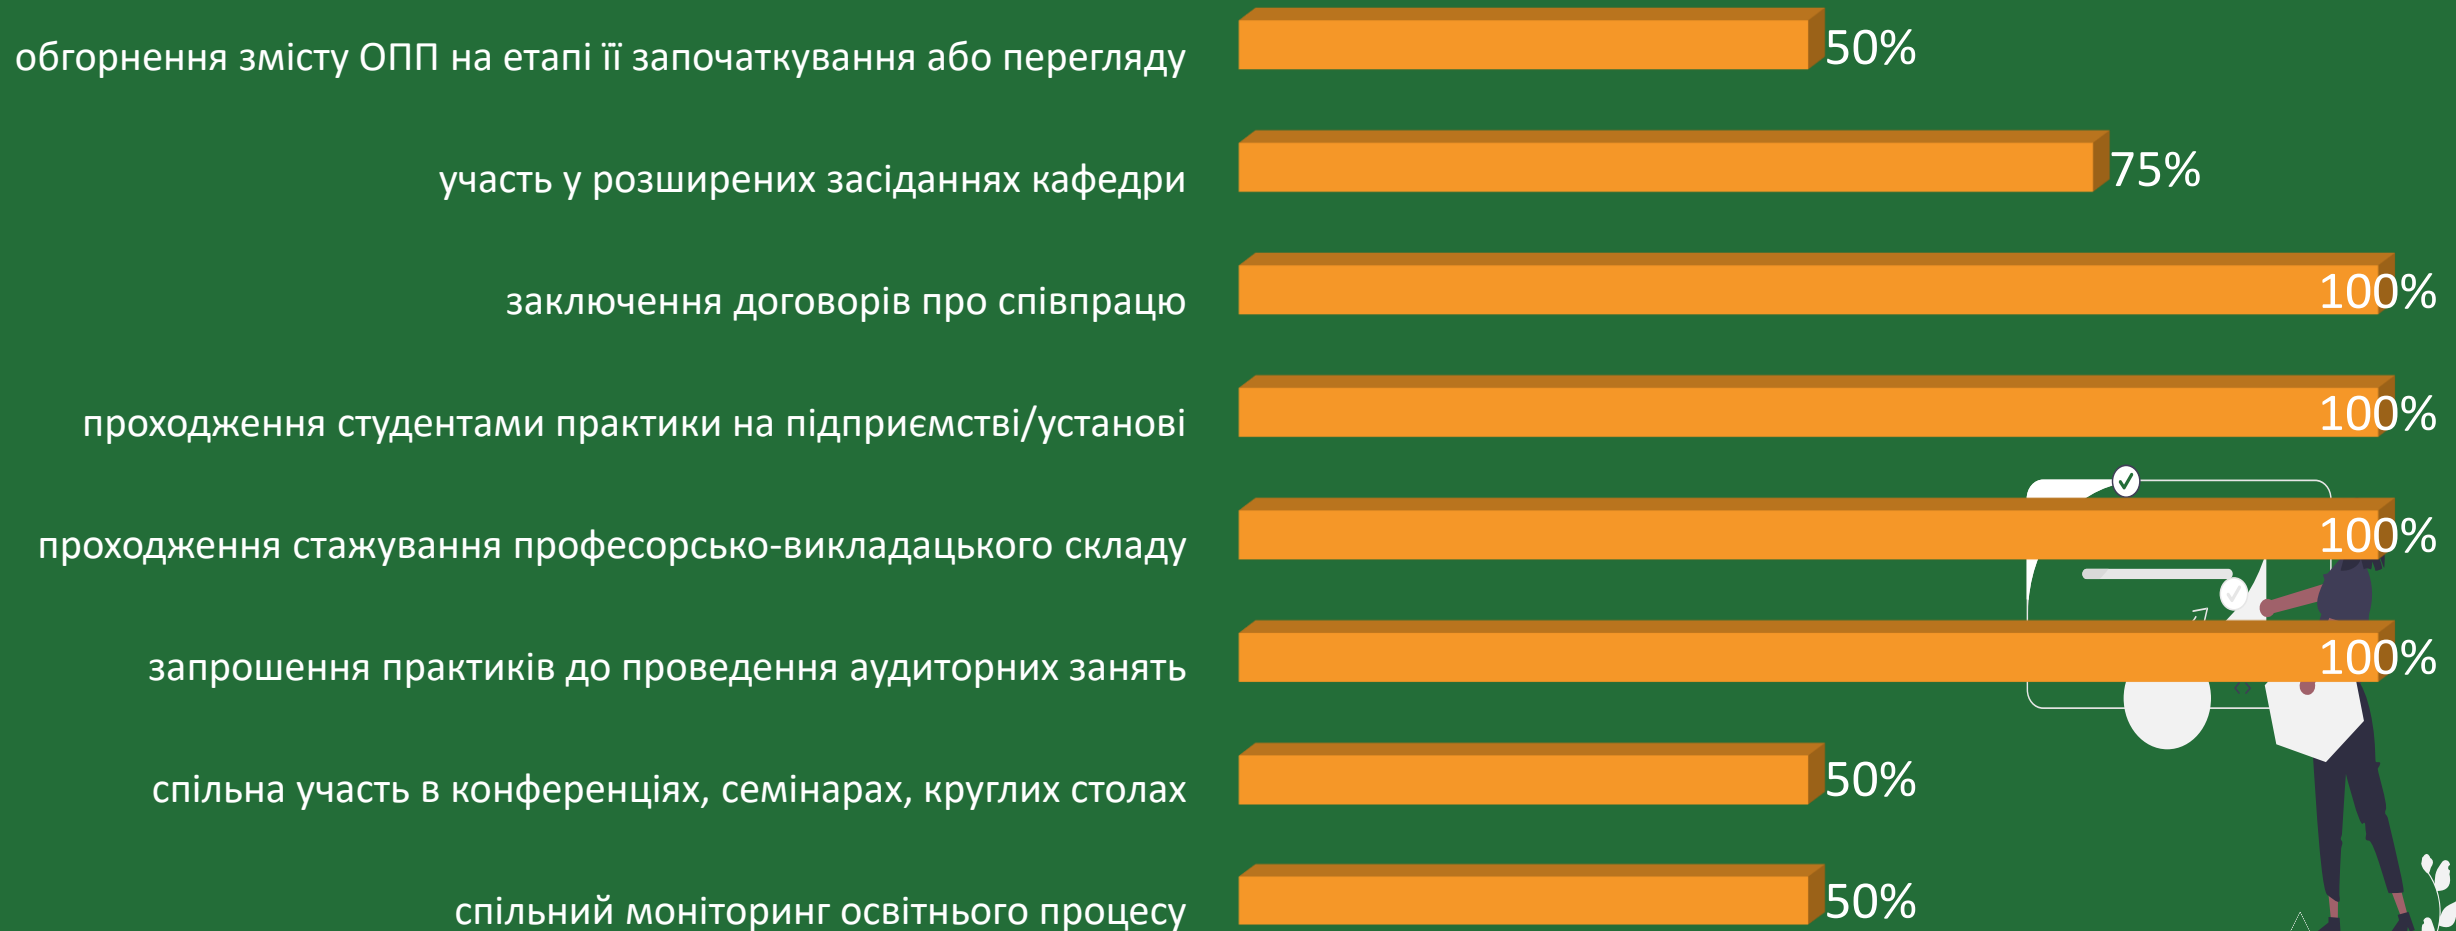 обгорнення змісту ОПП на етапі її започаткування або перегляду 50%
участь у розширених засіданнях кафедри 75%
заключення договорів про співпрацю 100%
проходження студентами практики на підприємстві/установі 100%
проходження стажування професорсько-викладацького складу 100%
запрошення практиків до проведення аудиторних занять 100%
спільна участь в конференціях, семінарах, круглих столах 50%
спільний моніторинг освітнього процесу 50%